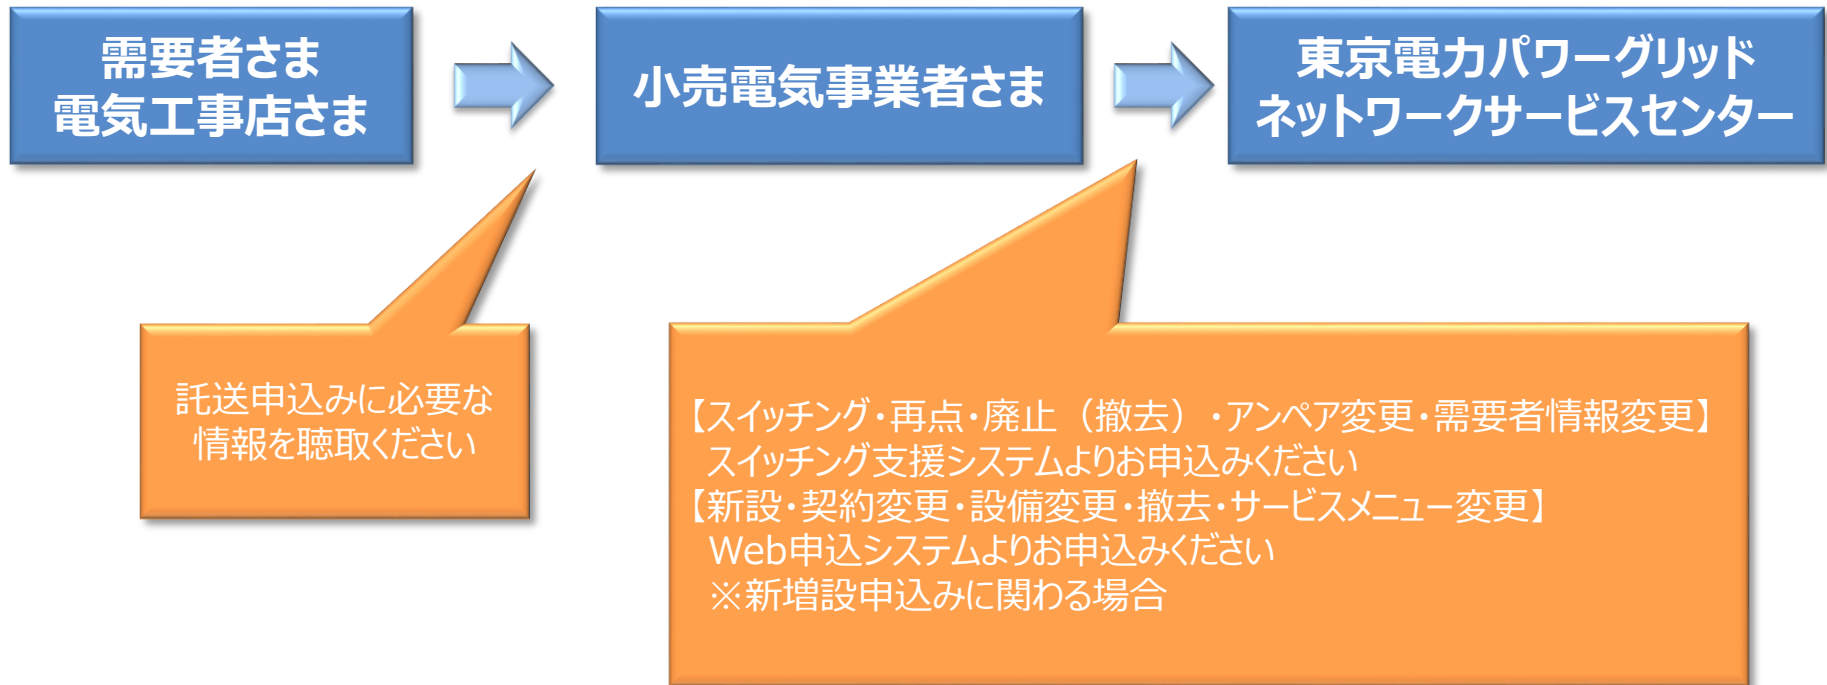 需要者さま
電気工事店さま
小売電気事業者さま
東京電力パワーグリッド
ネットワークサービスセンター
託送申込みに必要な
情報を聴取ください
【スイッチング・再点・廃止（撤去）・アンペア変更・需要者情報変更】
スイッチング支援システムよりお申込みください
【新設・契約変更・設備変更・撤去・サービスメニュー変更】
Web申込システムよりお申込みください
※新増設申込みに関わる場合